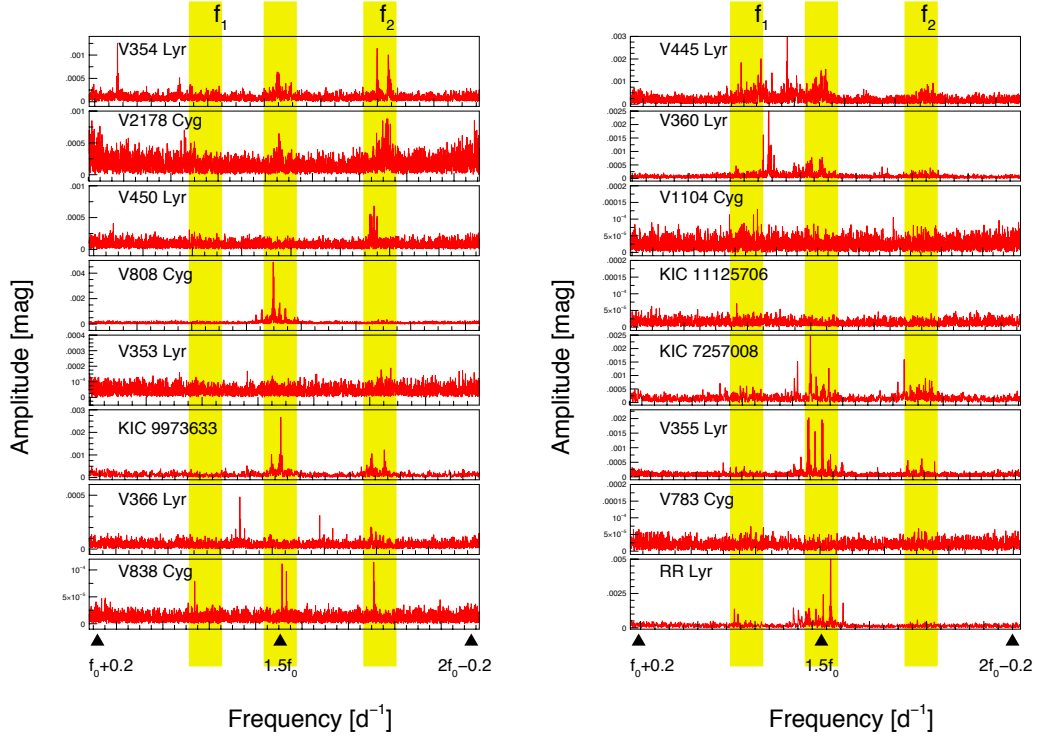 f₁ f₂
Amplitude [mag]
V354 Lyr
.001
.0005
0
V2178 Cyg
.001
.0005
0
V450 Lyr
.001
.0005
0
V808 Cyg
.004
.002
0
V353 Lyr
.0004
.0003
.0002
10⁻⁴
0
KIC 9973633
.003
.002
.001
0
V366 Lyr
.0005
0
V838 Cyg
10⁻⁴
5×10⁻⁵
0
f₀+0.2 1.5f₀ 2f₀−0.2
Frequency [d⁻¹]
f₁ f₂
Amplitude [mag]
V445 Lyr
.003
.002
.001
0
V360 Lyr
.0025
.002
.0015
.001
.0005
0
V1104 Cyg
.0002
.00015
10⁻⁴
5×10⁻⁵
0
KIC 11125706
.0002
.00015
10⁻⁴
5×10⁻⁵
0
KIC 7257008
.0025
.002
.0015
.001
.0005
0
V355 Lyr
.002
.0015
.001
.0005
0
V783 Cyg
.0002
.00015
10⁻⁴
5×10⁻⁵
0
RR Lyr
.005
0
f₀+0.2 1.5f₀ 2f₀−0.2
Frequency [d⁻¹]